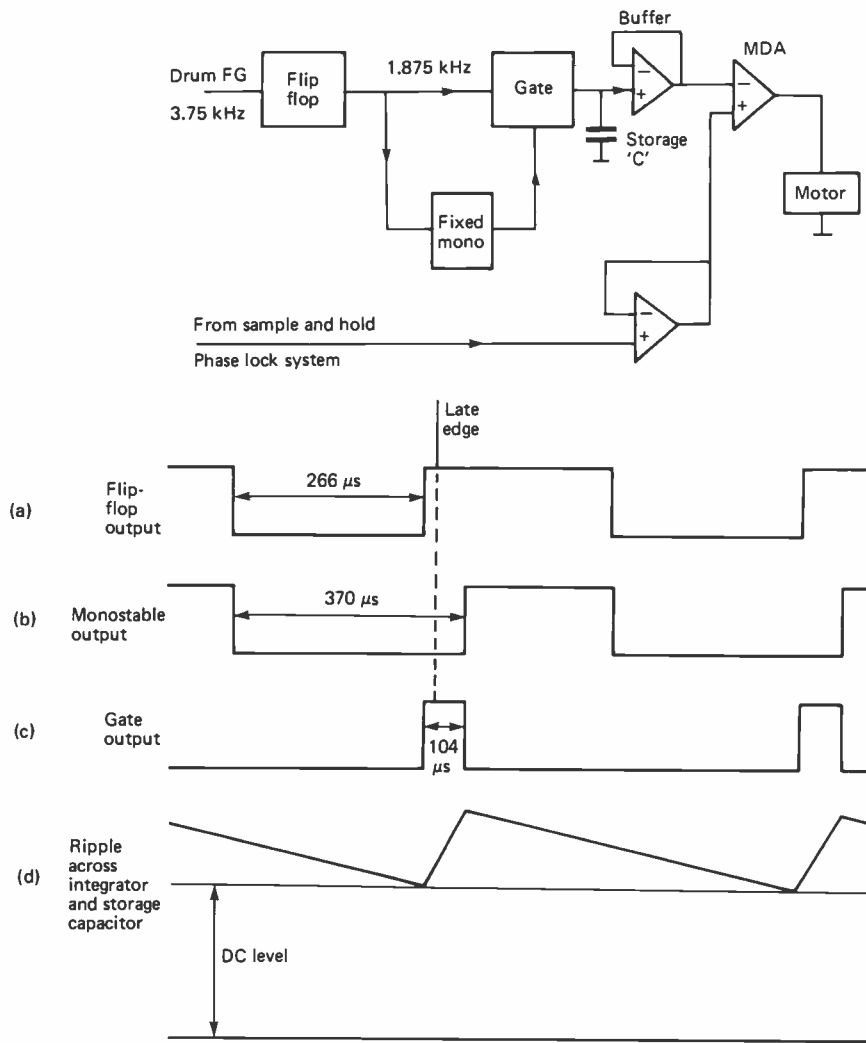 Buffer
MDA
Drum FG
3.75 kHz
Flip
flop
1.875 kHz
Gate
−
+
−
+
Storage
'C'
Motor
Fixed
mono
−
+
From sample and hold
Phase lock system
Late
edge
266 µs
(a)
Flip-
flop
output
370 µs
(b)
Monostable
output
(c)
Gate
output
104
µs
(d)
Ripple
across
integrator
and storage
capacitor
DC level